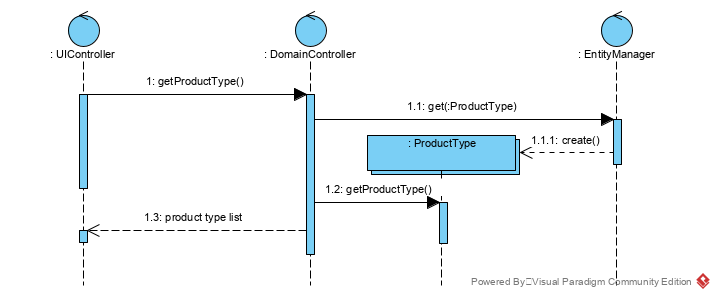 : UIController
: DomainController
: EntityManager
1: getProductType()
1.1: get(:ProductType)
1.1.1: create()
: ProductType
1.2: getProductType()
1.3: product type list
Powered By Visual Paradigm Community Edition